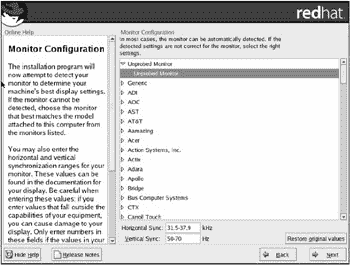 redhat
Online Help
Monitor Configuration
The installation program will
now attempt to detect your
monitor to determine your
machine's best display settings.
If the monitor cannot be
detected, choose the monitor
that best matches the model
attached to this computer from
the monitors listed.
You may also enter the
horizontal and vertical
synchronization ranges for your
monitor. These values can be
found in the documentation for
your display. Be careful when
entering these values; if you
enter values that fall outside the
capabilities of your equipment,
you can cause damage to your
display. Only enter numbers in
these fields if the values in your
Monitor Configuration
In most cases, the monitor can be automatically detected. If the
detected settings are not correct for the monitor, select the right
settings.
Unprobed Monitor
Unprobed Monitor
Generic
ADI
AOC
AST
AT&T
Aamazing
Acer
Action Systems, Inc.
Activ
Adara
Apollo
Bridge
Bus Computer Systems
CTX
Carroll Touch
Horizontal Sync: 31.5-37.9 kHz
Vertical Sync: 50-70 Hz
Restore original values
Hide Help
Release Notes
Back
Next